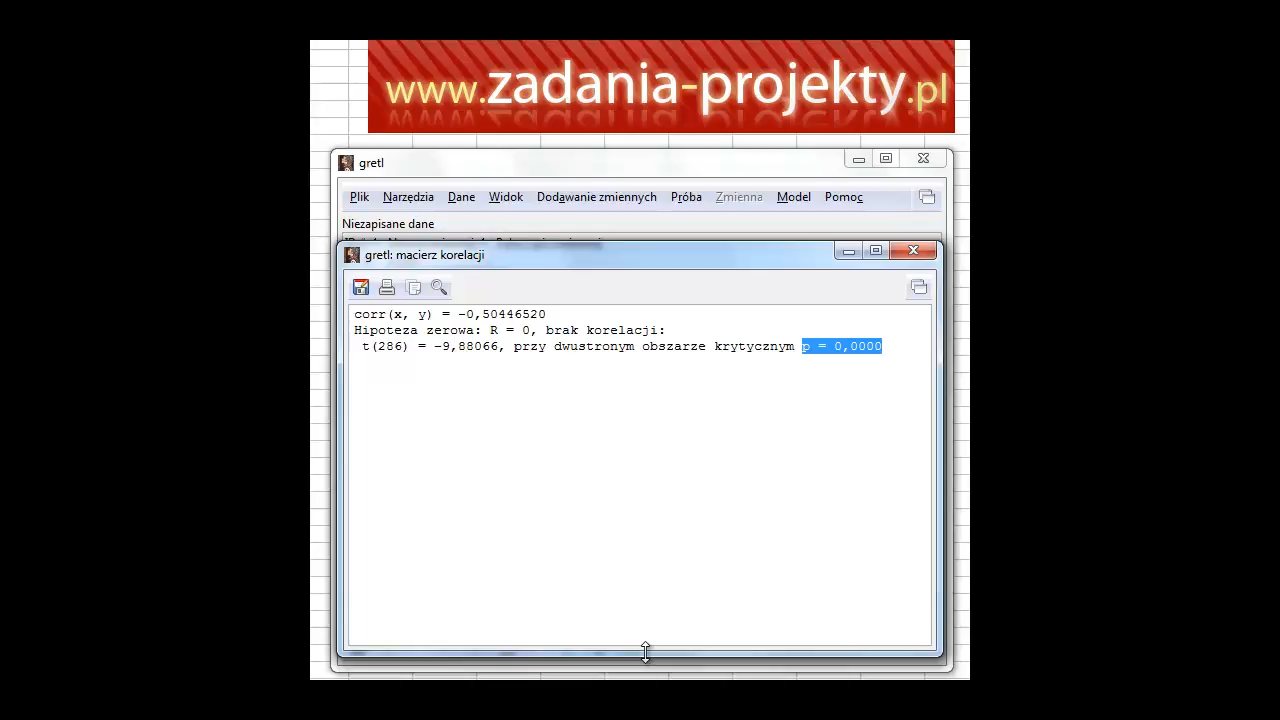 www.zadania-projekty.pl
gretl
Plik Narzędzia Dane Widok Dodawanie zmiennych Próba Zmienna Model Pomoc
Niezapisane dane
gretl: macierz korelacji
corr(x, y) = -0,50446520
Hipoteza zerowa: R = 0, brak korelacji:
t(286) = -9,88066, przy dwustronym obszarze krytycznym p = 0,0000